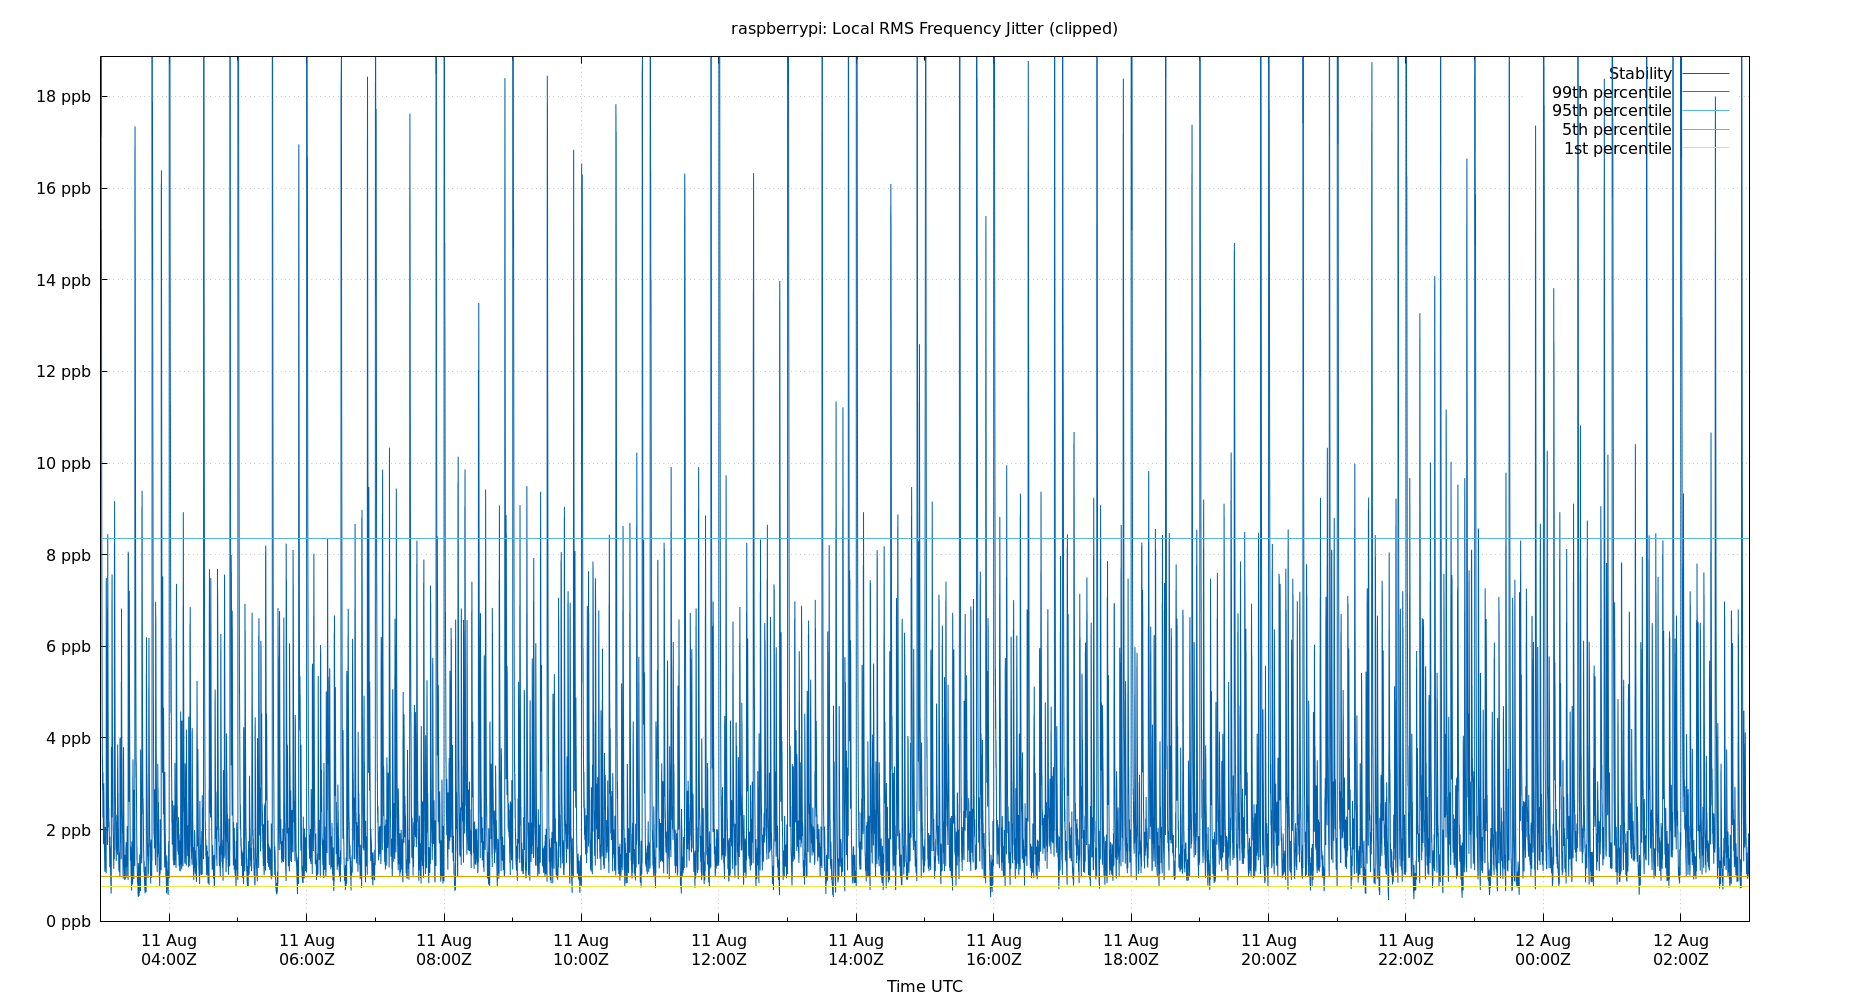 raspberrypi: Local RMS Frequency Jitter (clipped)
Stability
99th percentile
95th percentile
5th percentile
1st percentile
18 ppb
16 ppb
14 ppb
12 ppb
10 ppb
8 ppb
6 ppb
4 ppb
2 ppb
0 ppb
11 Aug 11 Aug 11 Aug 11 Aug 11 Aug 11 Aug 11 Aug 11 Aug 11 Aug 11 Aug 12 Aug 12 Aug
04:00Z 06:00Z 08:00Z 10:00Z 12:00Z 14:00Z 16:00Z 18:00Z 20:00Z 22:00Z 00:00Z 02:00Z
Time UTC